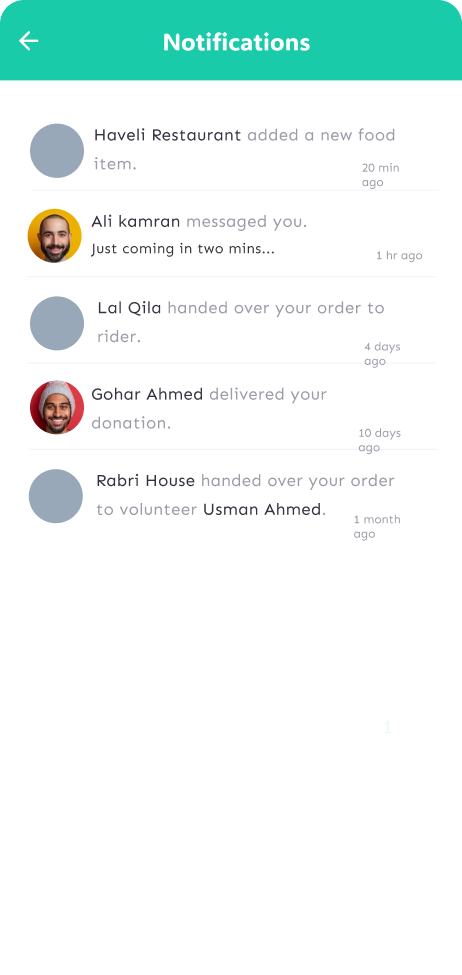 Notifications
Haveli Restaurant added a new food
item.
20 min
ago
Ali kamran messaged you.
Just coming in two mins...
1 hr ago
Lal Qila handed over your order to
rider.
4 days
ago
Gohar Ahmed delivered your
donation.
10 days
ago
Rabri House handed over your order
to volunteer Usman Ahmed.
1 month
ago
1